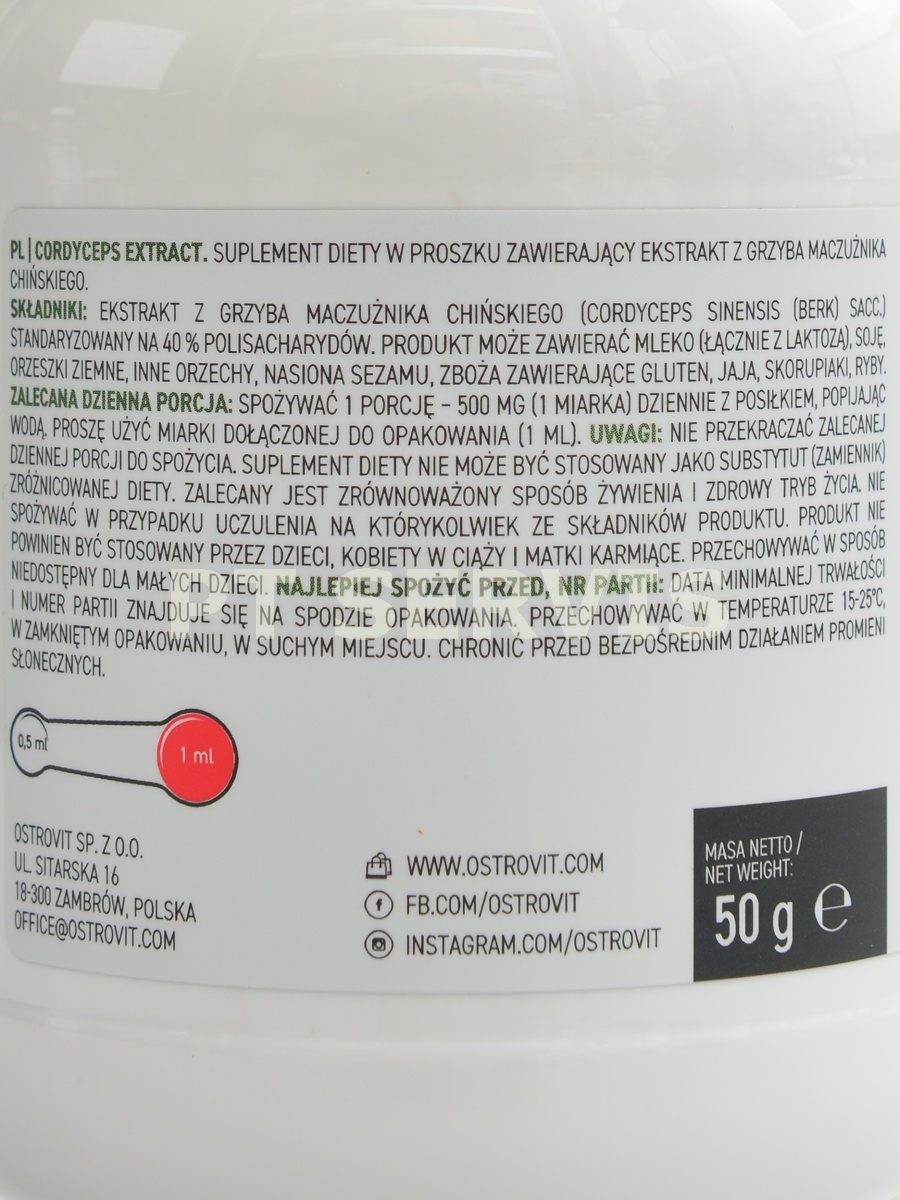 PL | CORDYCEPS EXTRACT. SUPLEMENT DIETY W PROSZKU ZAWIERAJĄCY EKSTRAKT Z GRZYBA MACZUŻNIKA
CHIŃSKIEGO.
SKŁADNIKI: EKSTRAKT Z GRZYBA MACZUŻNIKA CHIŃSKIEGO (CORDYCEPS SINENSIS (BERK) SACC.)
STANDARYZOWANY NA 40 % POLISACHARYDÓW. PRODUKT MOŻE ZAWIERAĆ MLEKO (ŁĄCZNIE Z LAKTOZĄ), SOJĘ,
ORZESZKI ZIEMNE, INNE ORZECHY, NASIONA SEZAMU, ZBOŻA ZAWIERAJĄCE GLUTEN, JAJA, SKORUPIAKI, RYBY.
ZALECANA DZIENNA PORCJA: SPOŻYWAĆ 1 PORCJĘ – 500 MG (1 MIARKA) DZIENNIE Z POSIŁKIEM, POPIJAJĄC
WODĄ. PROSZĘ UŻYĆ MIARKI DOŁĄCZONEJ DO OPAKOWANIA (1 ML). UWAGI: NIE PRZEKRACZAĆ ZALECANEJ
DZIENNEJ PORCJI DO SPOŻYCIA. SUPLEMENT DIETY NIE MOŻE BYĆ STOSOWANY JAKO SUBSTYTUT (ZAMIENNIK)
ZRÓŻNICOWANEJ DIETY. ZALECANY JEST ZRÓWNOWAŻONY SPOSÓB ŻYWIENIA I ZDROWY TRYB ŻYCIA. NIE
SPOŻYWAĆ W PRZYPADKU UCZULENIA NA KTÓRYKOLWIEK ZE SKŁADNIKÓW PRODUKTU. PRODUKT NIE
POWINIEN BYĆ STOSOWANY PRZEZ DZIECI, KOBIETY W CIĄŻY I MATKI KARMIĄCE. PRZECHOWYWAĆ W SPOSÓB
NIEDOSTĘPNY DLA MAŁYCH DZIECI. NAJLEPIEJ SPOŻYĆ PRZED, NR PARTII: DATA MINIMALNEJ TRWAŁOŚCI
I NUMER PARTII ZNAJDUJE SIĘ NA SPODZIE OPAKOWANIA. PRZECHOWYWAĆ W TEMPERATURZE 15-25°C,
W ZAMKNIĘTYM OPAKOWANIU, W SUCHYM MIEJSCU. CHRONIC PRZED BEZPOŚREDNIM DZIAŁANIEM PROMIENI
SŁONECZNYCH.
0,5 ml
1 ml
OSTROVIT SP. Z O.O.
UL. SITARSKA 16
18-300 ZAMBRÓW, POLSKA
OFFICE@OSTROVIT.COM
WWW.OSTROVIT.COM
FB.COM/OSTROVIT
INSTAGRAM.COM/OSTROVIT
MASA NETTO /
NET WEIGHT:
50 g ℮